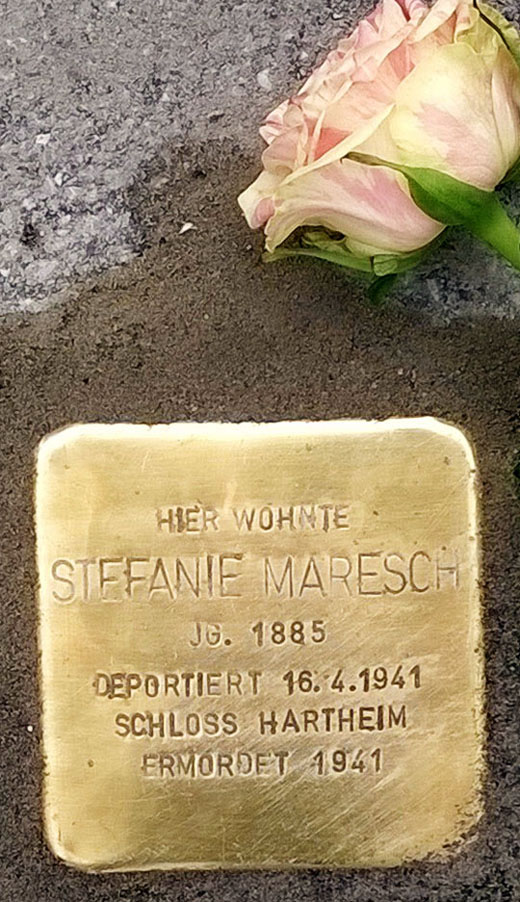 HIER WOHNTE
STEFANIE MARESCH
JG. 1885
DEPORTIERT 16.4.1941
SCHLOSS HARTHEIM
ERMORDET 1941